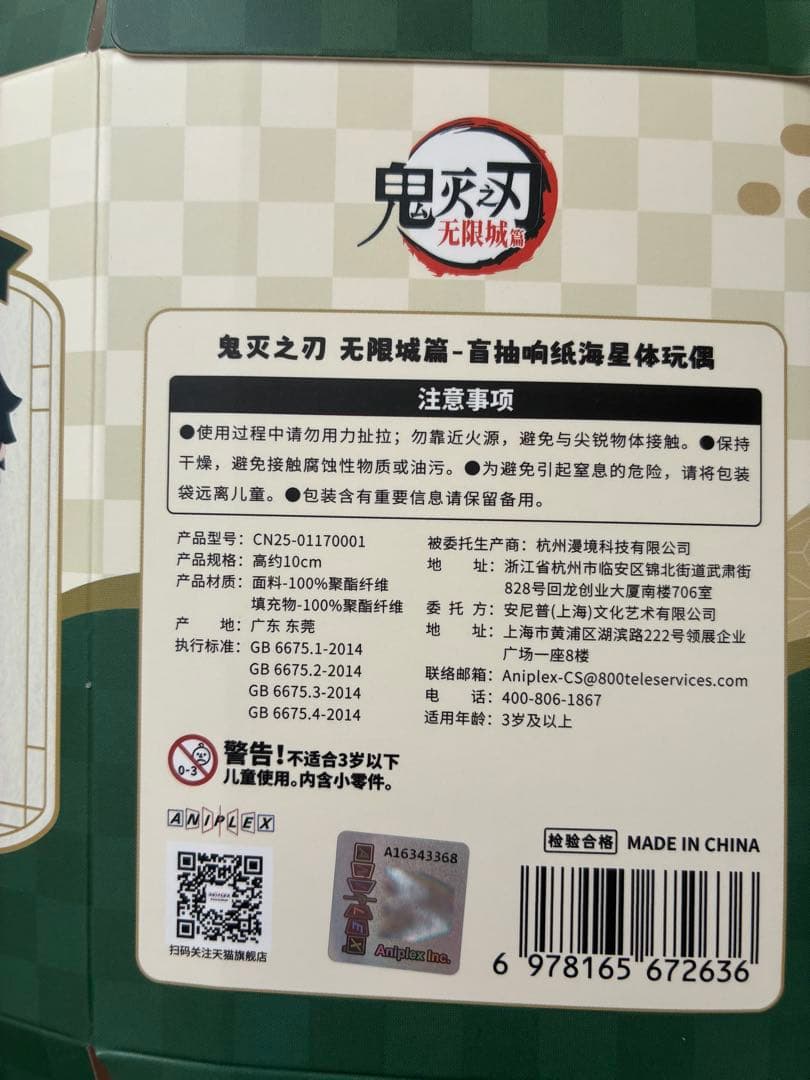 鬼灭之刃
无限城篇
鬼灭之刃 无限城篇-盲抽响纸海星体玩偶
注意事项
●使用过程中请勿用力扯拉；勿靠近火源，避免与尖锐物体接触。●保持
干燥，避免接触腐蚀性物质或油污。●为避免引起窒息的危险，请将包装
袋远离儿童。●包装含有重要信息请保留备用。
产品型号：CN25-01170001
产品规格：高约10cm
产品材质：面料-100%聚酯纤维
填充物-100%聚酯纤维
产 地：广东 东莞
执行标准：GB 6675.1-2014
GB 6675.2-2014
GB 6675.3-2014
GB 6675.4-2014
被委托生产商：杭州漫境科技有限公司
地 址：浙江省杭州市临安区锦北街道武肃街
828号回龙创业大厦南楼706室
委 托 方：安尼普(上海)文化艺术有限公司
地 址：上海市黄浦区湖滨路222号领展企业
广场一座8楼
联络邮箱：Aniplex-CS@800teleservices.com
电 话：400-806-1867
适用年龄：3岁及以上
0-3
警告！不适合3岁以下
儿童使用。内含小零件。
ANIPLEX
扫码关注天猫旗舰店
A16343368
ANIPLEX
Aniplex Inc.
检验合格 MADE IN CHINA
6 978165 672636